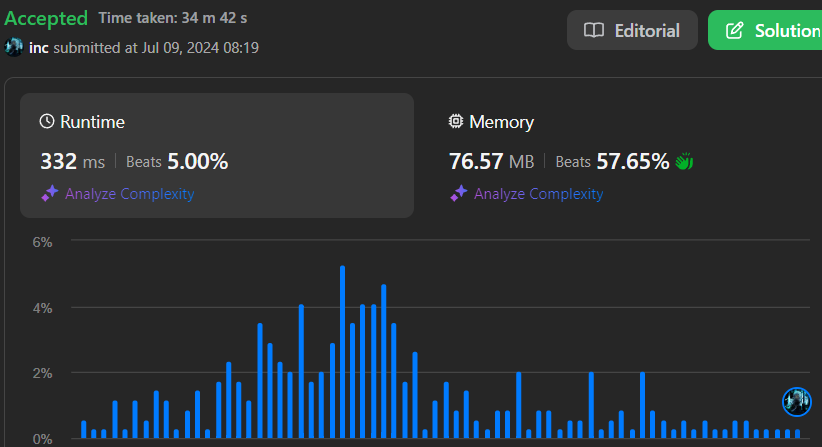 Accepted Time taken: 34 m 42 s
inc submitted at Jul 09, 2024 08:19
Editorial
Solution
Runtime
332 ms Beats 5.00%
Analyze Complexity
Memory
76.57 MB Beats 57.65%
Analyze Complexity
6%
4%
2%
0%